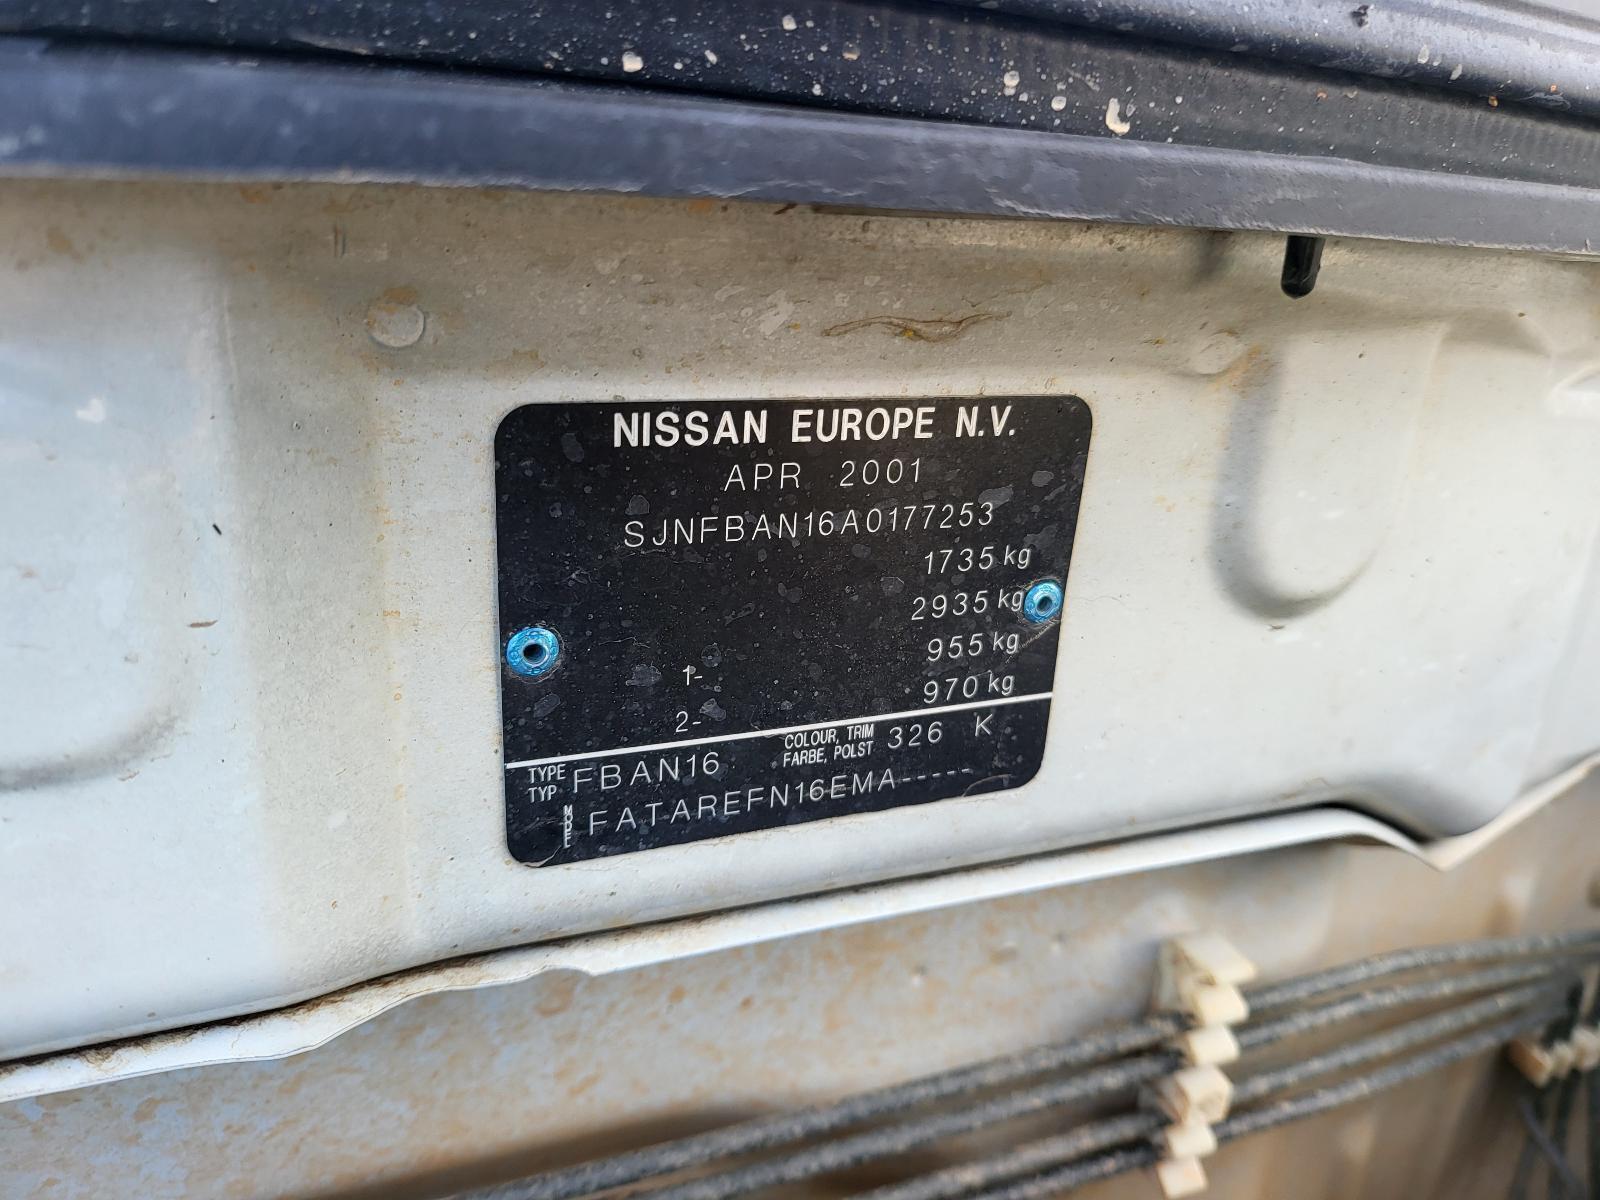 NISSAN EUROPE N.V.
APR 2001
SJNFBAN16A0177253
1735 kg
2935 kg
1- 955 kg
2- 970 kg
TYPE TYP FBAN16 COLOUR, TRIM FARBE, POLST 326 K
MODEL FATAREFN16EMA-----